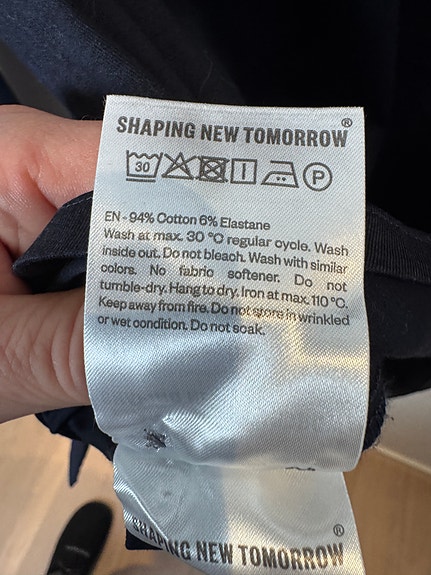 SHAPING NEW TOMORROW®
30 P
EN - 94% Cotton 6% Elastane
Wash at max. 30 °C regular cycle. Wash
inside out. Do not bleach. Wash with similar
colors. No fabric softener. Do not
tumble-dry. Hang to dry. Iron at max. 110 °C.
Keep away from fire. Do not store in wrinkled
or wet condition. Do not soak.
SHAPING NEW TOMORROW®